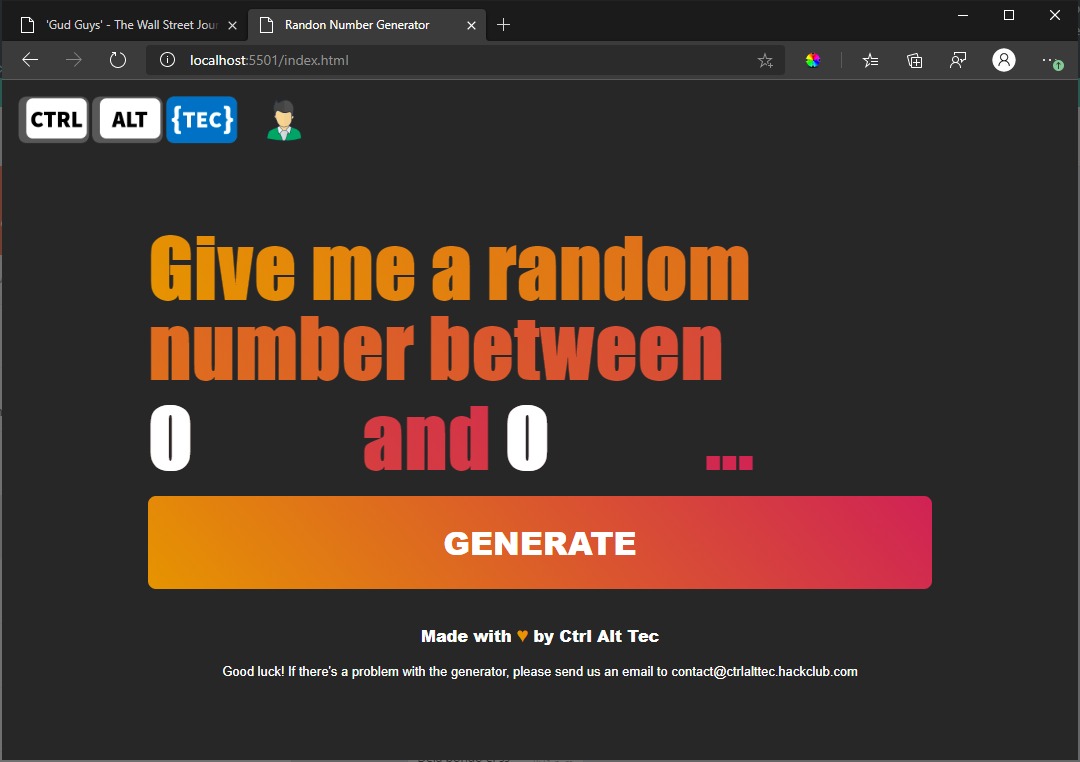 'Gud Guys' - The Wall Street Jour
Randon Number Generator
localhost:5501/index.html
CTRL ALT {TEC}
Give me a random
number between
0 and 0 ...
GENERATE
Made with ♥ by Ctrl Alt Tec
Good luck! If there's a problem with the generator, please send us an email to contact@ctrlalttec.hackclub.com